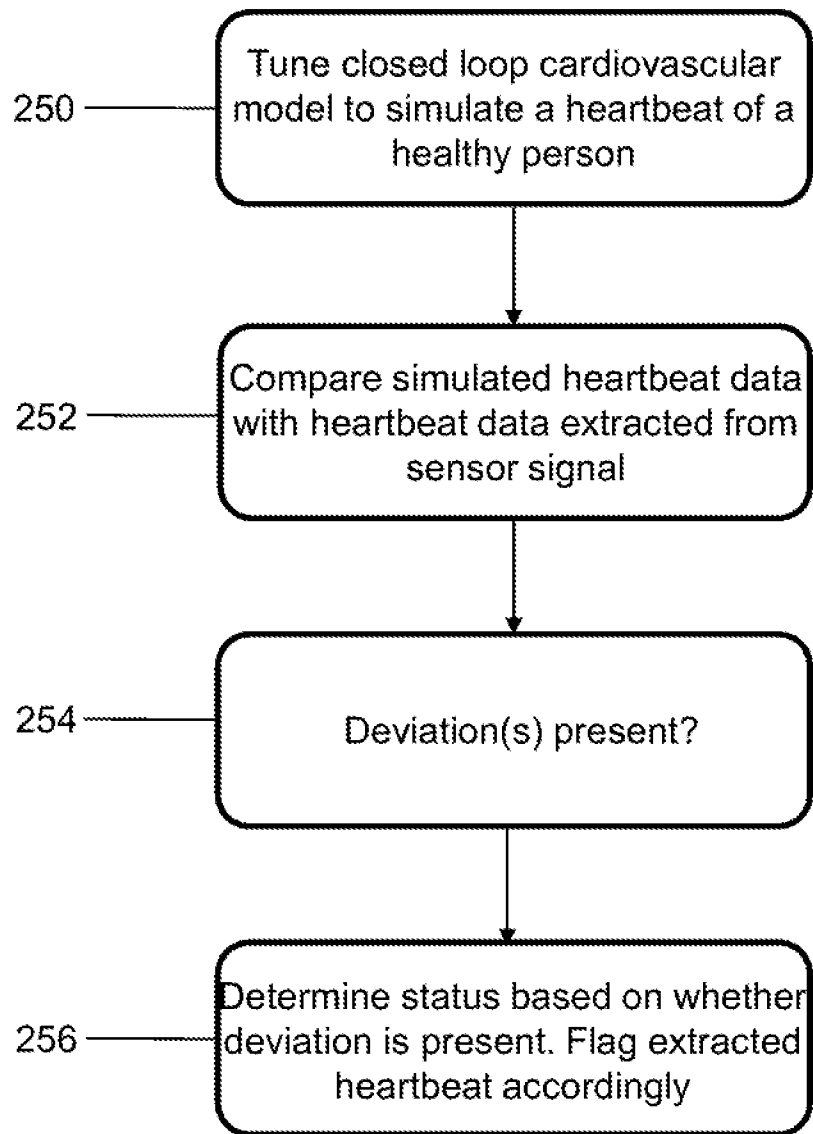 250
Tune closed loop cardiovascular
model to simulate a heartbeat of a
healthy person
252
Compare simulated heartbeat data
with heartbeat data extracted from
sensor signal
254
Deviation(s) present?
256
Determine status based on whether
deviation is present. Flag extracted
heartbeat accordingly